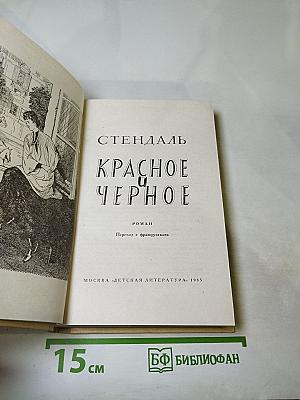 СТЕНДАЛЬ
КРАСНОЕ
И
ЧЕРНОЕ
РОМАН
Перевод с французского
МОСКВА «ДЕТСКАЯ ЛИТЕРАТУРА» 1985
15 см
БФ БИБЛИОФАН